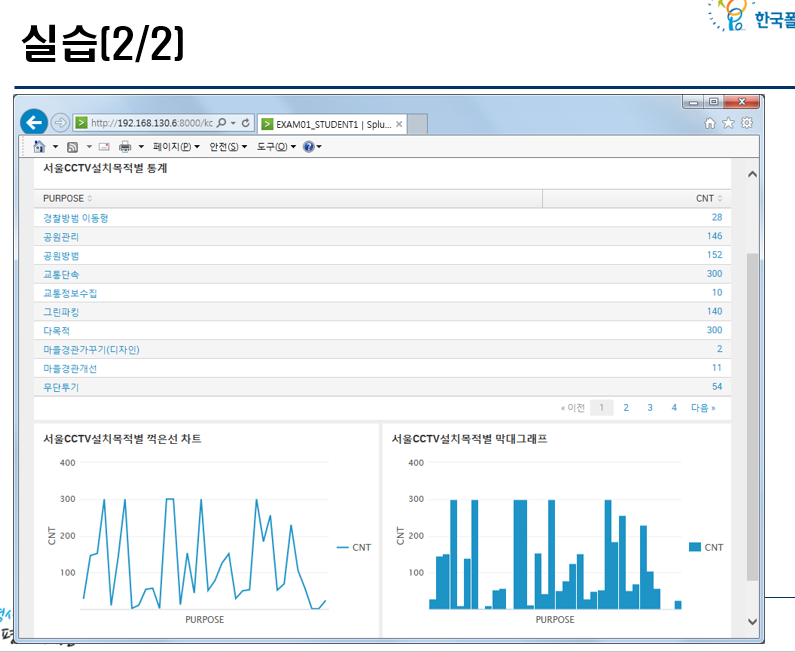 한국폴
실습(2/2)
http://192.168.130.6:8000/kc
EXAM01_STUDENT1 | Splu...
페이지(P) 안전(S) 도구(O)
서울CCTV설치목적별 통계
PURPOSE CNT
경찰방범 이동형 28
공원관리 146
공원방범 152
교통단속 300
교통정보수집 10
그린파킹 140
다목적 300
마을경관가꾸기(디자인) 2
마을경관개선 11
무단투기 54
« 이전 1 2 3 4 다음 »
서울CCTV설치목적별 꺽은선 차트
400
300
200
100
CNT
PURPOSE
CNT
서울CCTV설치목적별 막대그래프
400
300
200
100
CNT
PURPOSE
CNT